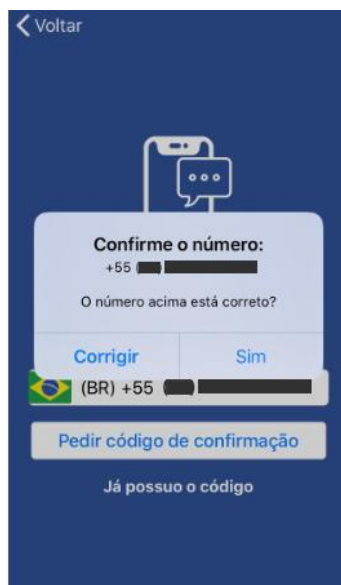 Voltar
Confirme o número:
+55 (
O número acima está correto?
Corrigir
Sim
(BR) +55 (
Pedir código de confirmação
Já possuo o código